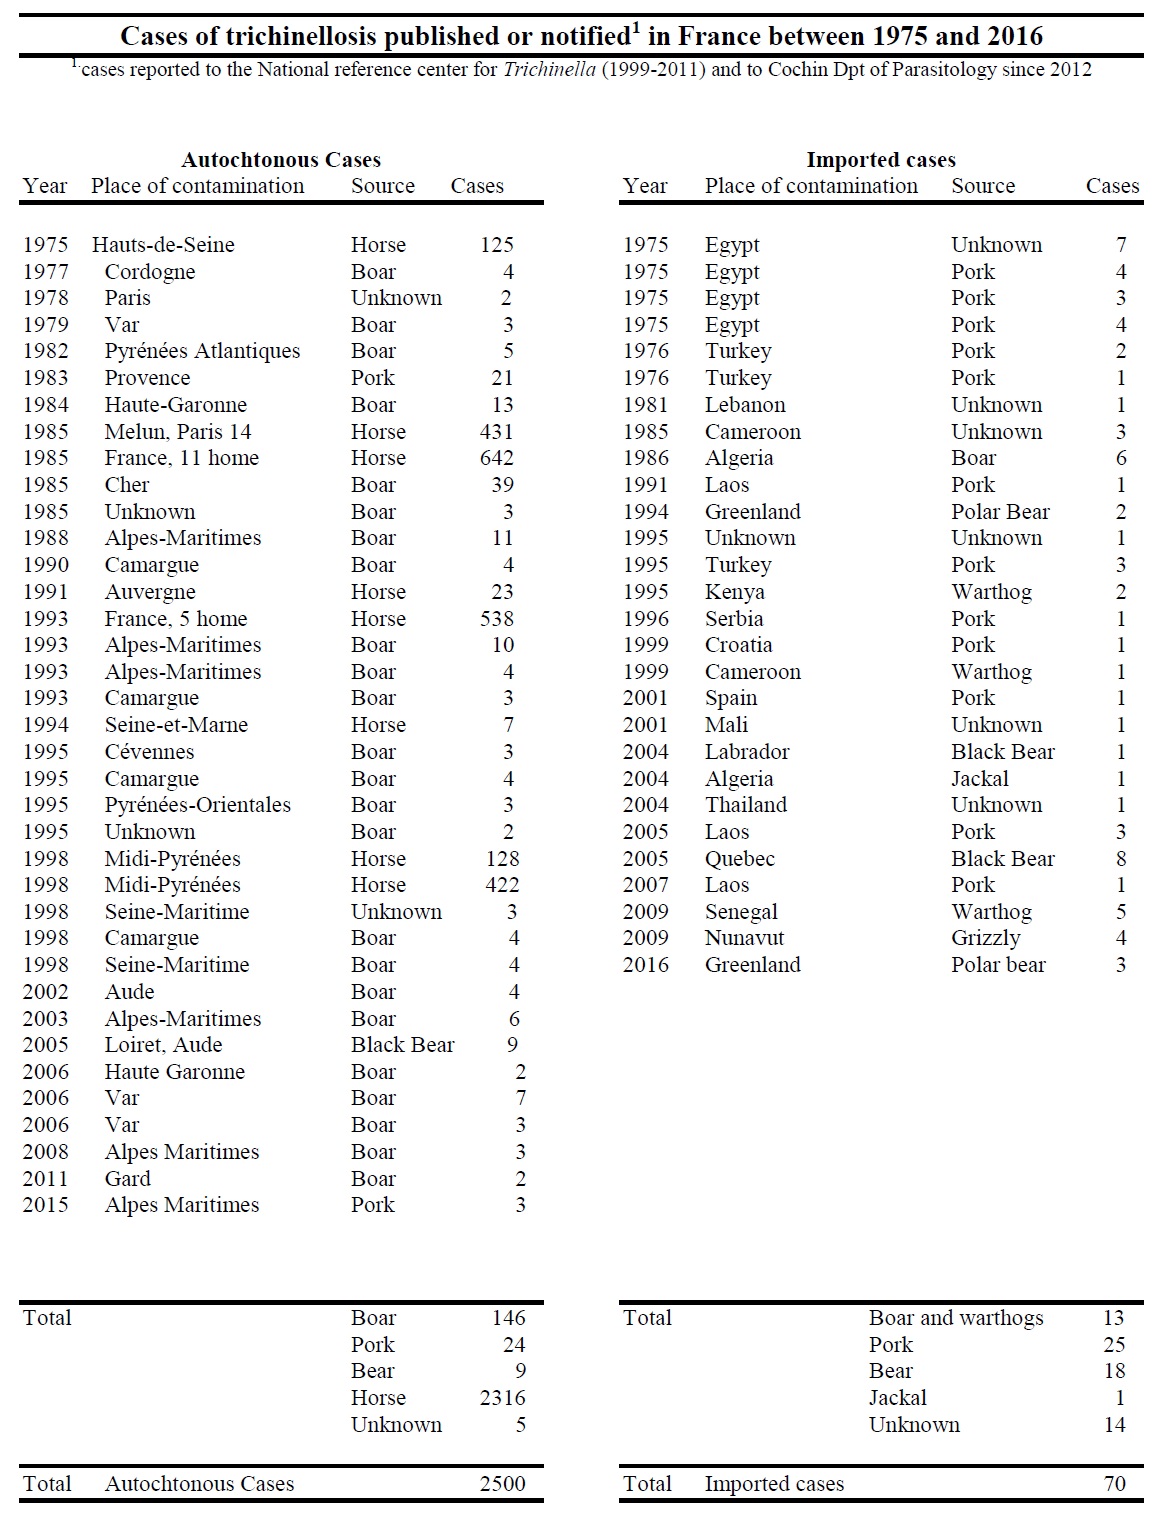 Cases of trichinellosis published or notified1 in France between 1975 and 2016
1. cases reported to the National reference center for Trichinella (1999-2011) and to Cochin Dpt of Parasitology since 2012
Autochtonous Cases
Year Place of contamination Source Cases
1975 Hauts-de-Seine Horse 125
1977 Cordogne Boar 4
1978 Paris Unknown 2
1979 Var Boar 3
1982 Pyrénées Atlantiques Boar 5
1983 Provence Pork 21
1984 Haute-Garonne Boar 13
1985 Melun, Paris 14 Horse 431
1985 France, 11 home Horse 642
1985 Cher Boar 39
1985 Unknown Boar 3
1988 Alpes-Maritimes Boar 11
1990 Camargue Boar 4
1991 Auvergne Horse 23
1993 France, 5 home Horse 538
1993 Alpes-Maritimes Boar 10
1993 Alpes-Maritimes Boar 4
1993 Camargue Boar 3
1994 Seine-et-Marne Horse 7
1995 Cévennes Boar 3
1995 Camargue Boar 4
1995 Pyrénées-Orientales Boar 3
1995 Unknown Boar 2
1998 Midi-Pyrénées Horse 128
1998 Midi-Pyrénées Horse 422
1998 Seine-Maritime Unknown 3
1998 Camargue Boar 4
1998 Seine-Maritime Boar 4
2002 Aude Boar 4
2003 Alpes-Maritimes Boar 6
2005 Loiret, Aude Black Bear 9
2006 Haute Garonne Boar 2
2006 Var Boar 7
2006 Var Boar 3
2008 Alpes Maritimes Boar 3
2011 Gard Boar 2
2015 Alpes Maritimes Pork 3
Total Boar 146
Pork 24
Bear 9
Horse 2316
Unknown 5
Total Autochtonous Cases 2500
Imported cases
Year Place of contamination Source Cases
1975 Egypt Unknown 7
1975 Egypt Pork 4
1975 Egypt Pork 3
1975 Egypt Pork 4
1976 Turkey Pork 2
1976 Turkey Pork 1
1981 Lebanon Unknown 1
1985 Cameroon Unknown 3
1986 Algeria Boar 6
1991 Laos Pork 1
1994 Greenland Polar Bear 2
1995 Unknown Unknown 1
1995 Turkey Pork 3
1995 Kenya Warthog 2
1996 Serbia Pork 1
1999 Croatia Pork 1
1999 Cameroon Warthog 1
2001 Spain Pork 1
2001 Mali Unknown 1
2004 Labrador Black Bear 1
2004 Algeria Jackal 1
2004 Thailand Unknown 1
2005 Laos Pork 3
2005 Quebec Black Bear 8
2007 Laos Pork 1
2009 Senegal Warthog 5
2009 Nunavut Grizzly 4
2016 Greenland Polar bear 3
Total Boar and warthogs 13
Pork 25
Bear 18
Jackal 1
Unknown 14
Total Imported cases 70